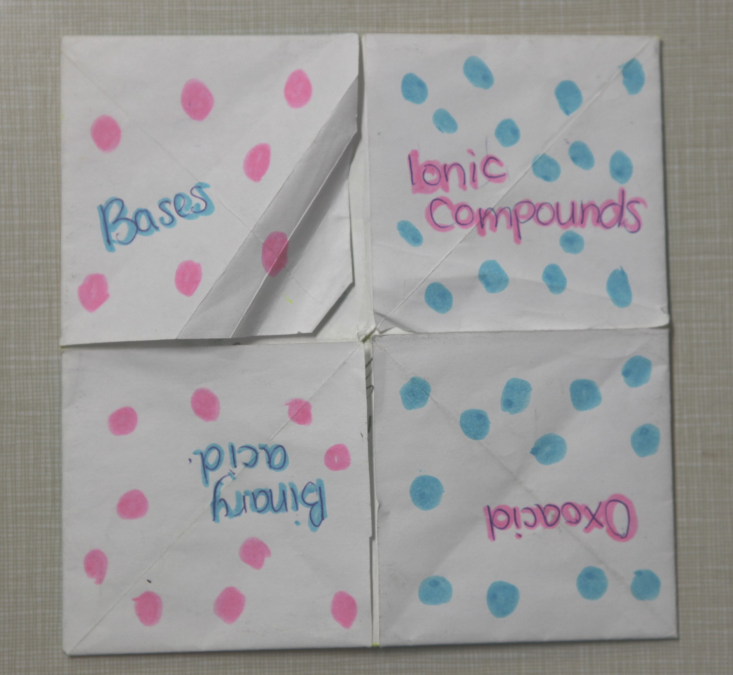 Bases
Ionic
Compounds
Binary
acid.
Oxoacid